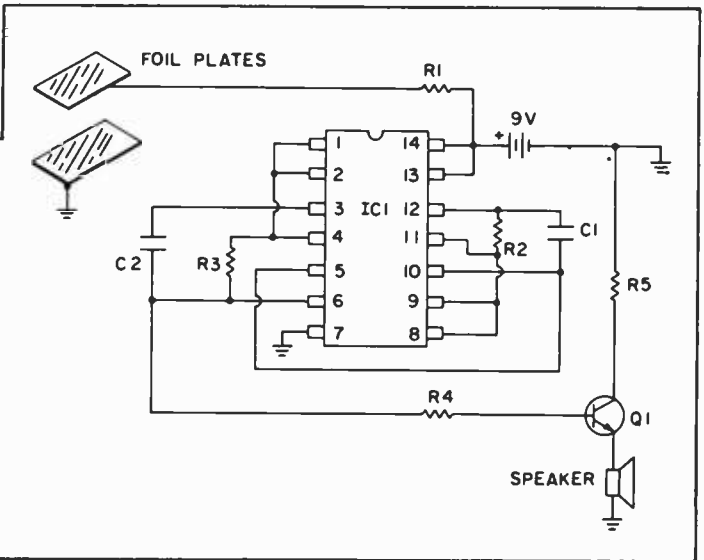 FOIL PLATES
R1
9V
+
1 14
2 13
3 IC1 12
4 11
5 10
6 9
7 8
C2
R3
R2
C1
R5
R4
Q1
SPEAKER